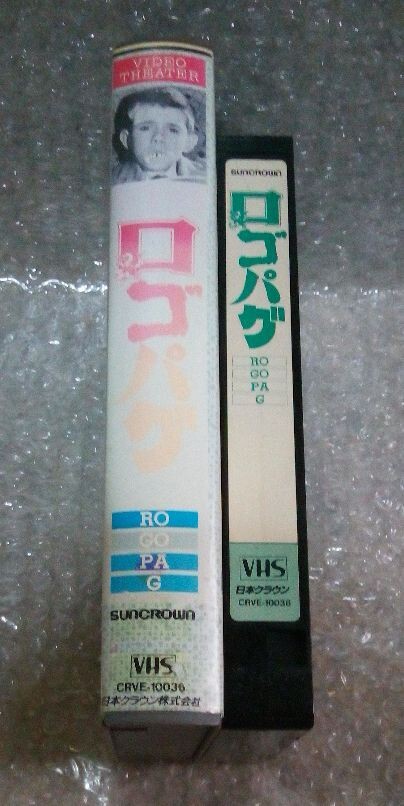 VIDEO
THEATER
ロゴパグ
RO
GO
PA
G
SUNCROWN
VHS
CRVE-10036
日本クラウン株式会社
SUNCROWN
ロゴパグ
RO
GO
PA
G
VHS
日本クラウン
CRVE-10036